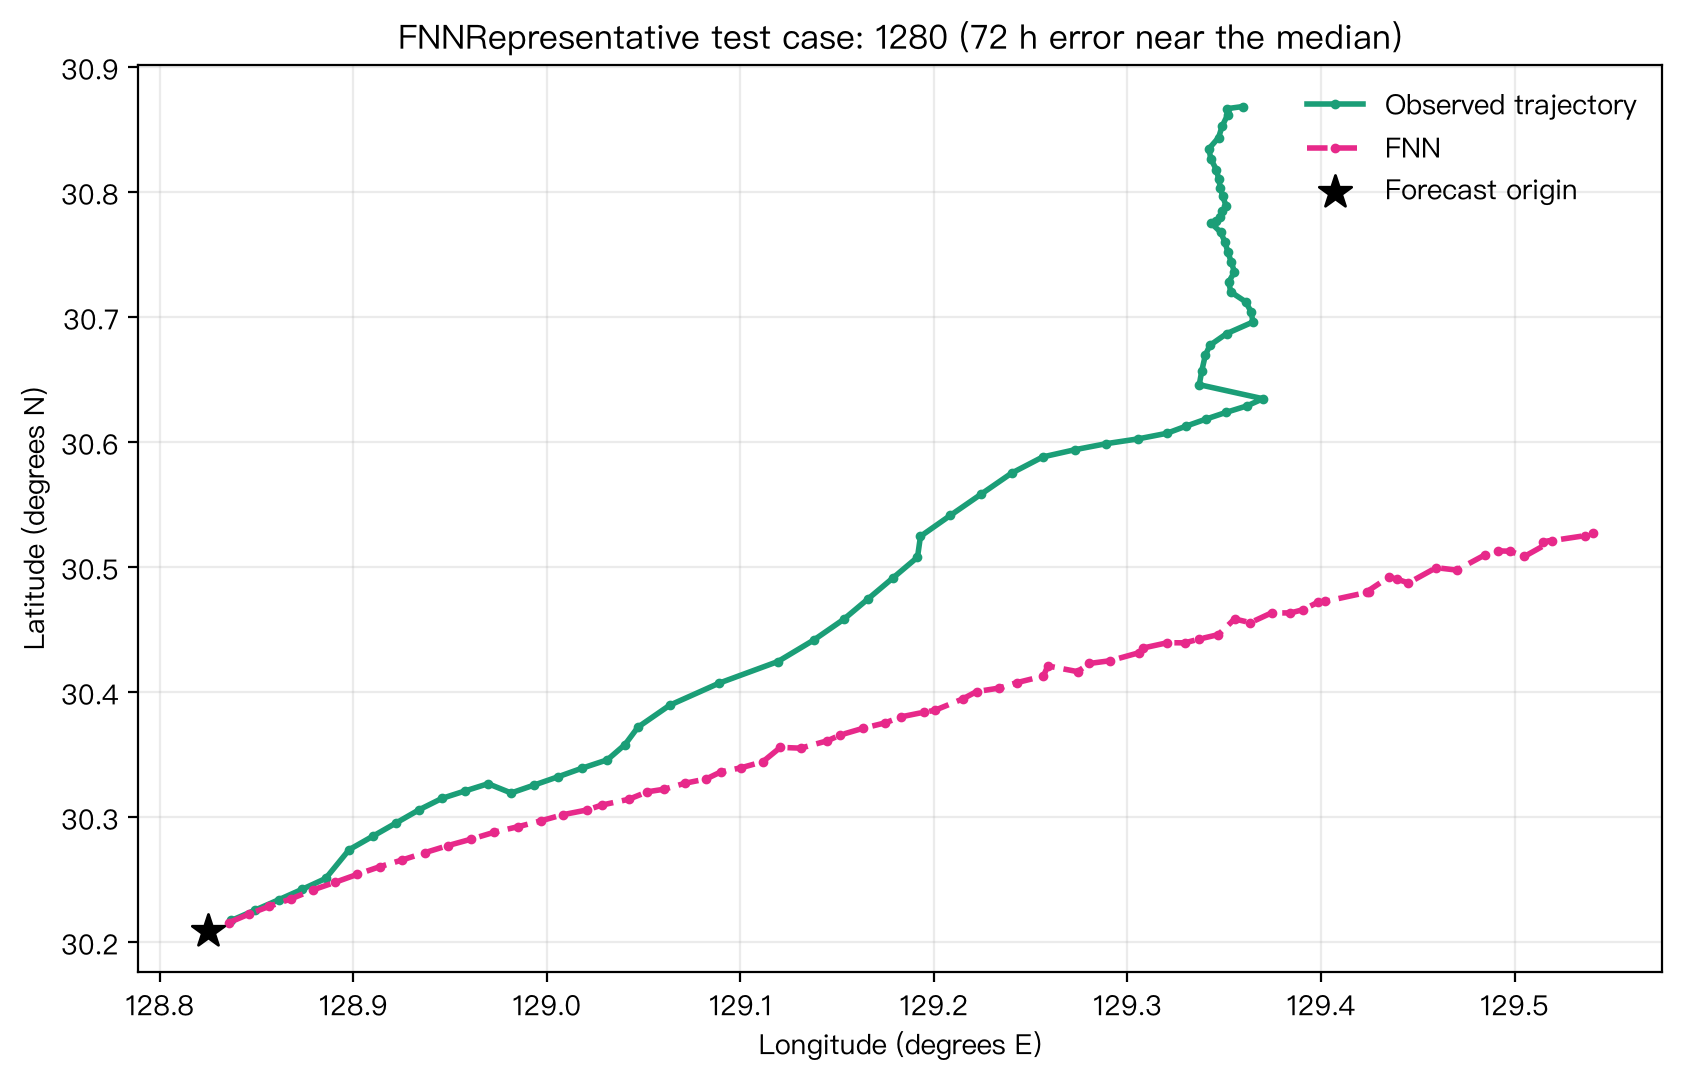 FNNRepresentative test case: 1280 (72 h error near the median)
30.9
30.8
30.7
30.6
30.5
30.4
30.3
30.2
Latitude (degrees N)
Observed trajectory
FNN
Forecast origin
128.8 128.9 129.0 129.1 129.2 129.3 129.4 129.5
Longitude (degrees E)